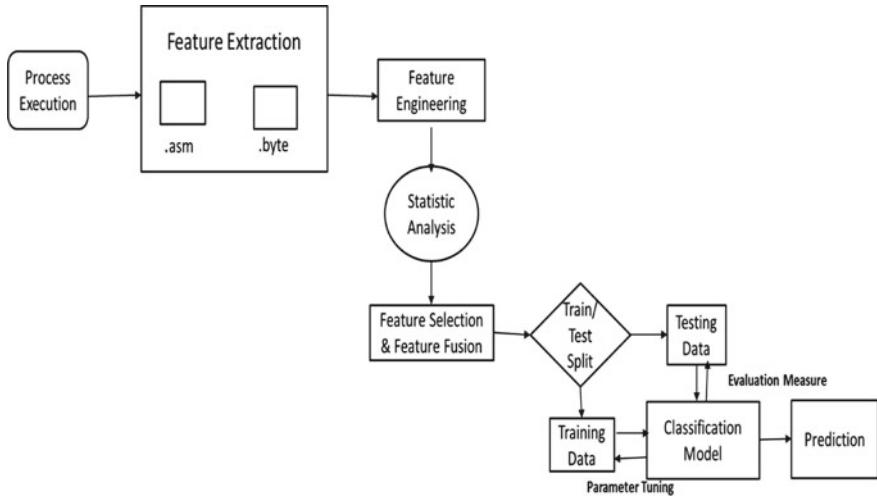 Process
Execution
Feature Extraction
.asm
.byte
Feature
Engineering
Statistic
Analysis
Feature Selection
& Feature Fusion
Train/
Test
Split
Testing
Data
Evaluation Measure
Training
Data
Classification
Model
Prediction
Parameter Tuning